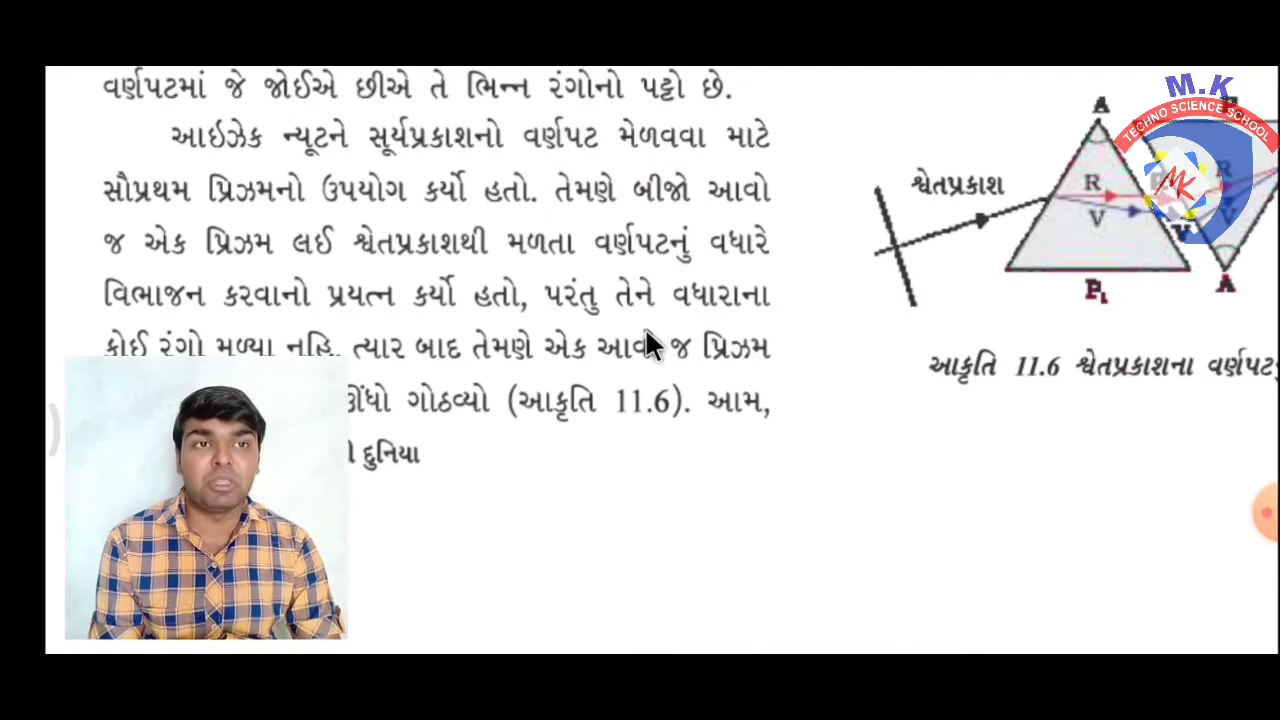 વર્ણપટમાં જે જોઈએ છીએ તે ભિન્ન રંગોનો પટ્ટો છે.
આઇઝેક ન્યૂટને સૂર્યપ્રકાશનો વર્ણપટ મેળવવા માટે
સૌપ્રથમ પ્રિઝમનો ઉપયોગ કર્યો હતો. તેમણે બીજો આવો
જ એક પ્રિઝમ લઈ શ્વેતપ્રકાશથી મળતા વર્ણપટનું વધારે
વિભાજન કરવાનો પ્રયત્ન કર્યો હતો, પરંતુ તેને વધારાના
કોઈ રંગો મળ્યા નહિ. ત્યાર બાદ તેમણે એક આવો જ પ્રિઝમ
ઊંધો ગોઠવ્યો (આકૃતિ 11.6). આમ,
દુનિયા
M.K
TECHNO SCIENCE SCHOOL
MK
A
શ્વેતપ્રકાશ
R
R
V
V
V
P₁
A
આકૃતિ 11.6 શ્વેતપ્રકાશના